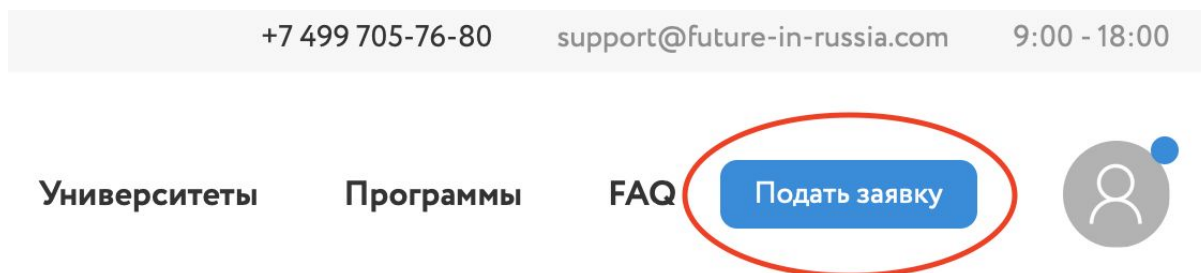 +7 499 705-76-80 support@future-in-russia.com 9:00 - 18:00
Университеты Программы FAQ Подать заявку